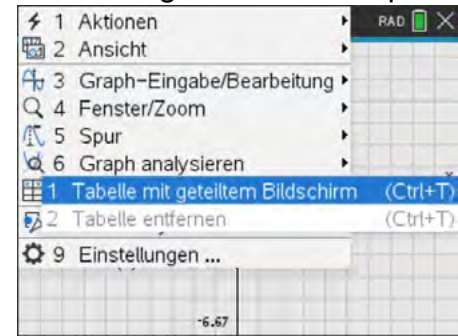 1 Aktionen
RAD
2 Ansicht
3 Graph-Eingabe/Bearbeitung
4 Fenster/Zoom
5 Spur
6 Graph analysieren
1 Tabelle mit geteiltem Bildschirm (Ctrl+T)
2 Tabelle entfernen (Ctrl+T)
9 Einstellungen ...
-6.67